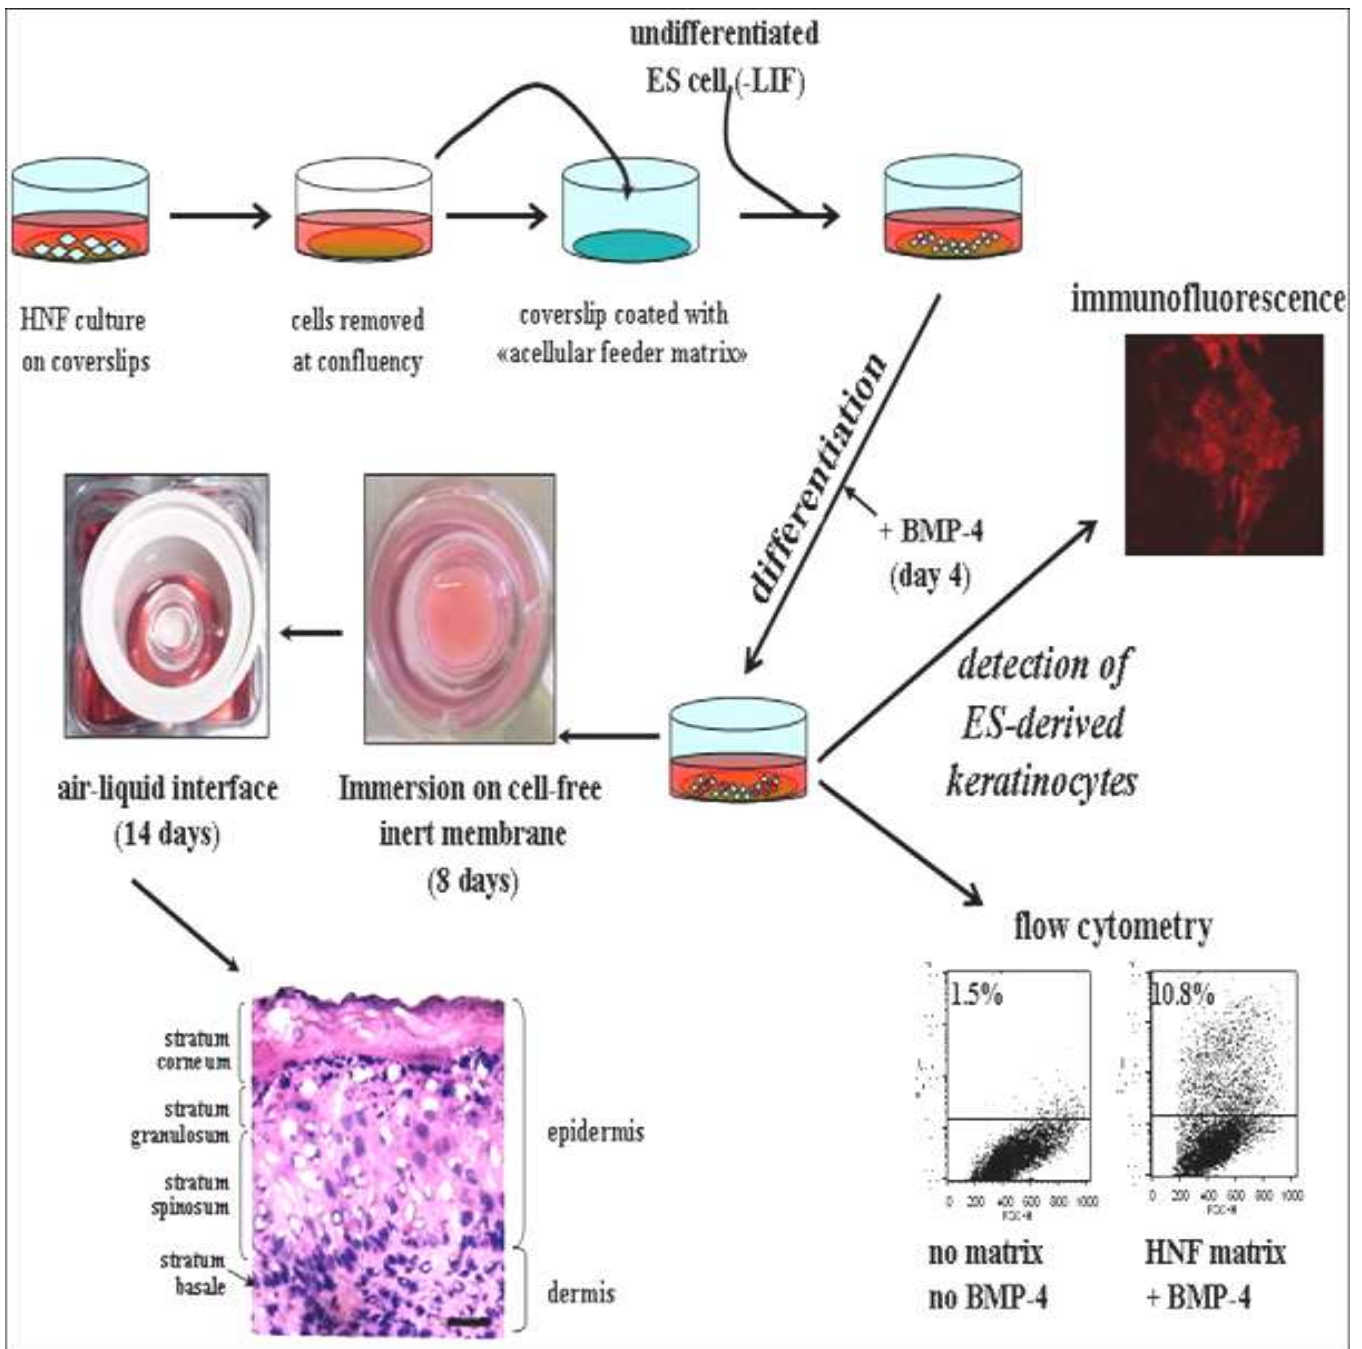 undifferentiated
ES cell (-LIF)
HNF culture
on coverslips
cells removed
at confluency
coverslip coated with
«acellular feeder matrix»
immunofluorescence
differentiation
+ BMP-4
(day 4)
detection of
ES-derived
keratinocytes
air-liquid interface
(14 days)
Immersion on cell-free
inert membrane
(8 days)
flow cytometry
1.5%
10.8%
0 200 400 600 800 1000
0 200 400 600 800 1000
no matrix
no BMP-4
HNF matrix
+ BMP-4
stratum
corneum
stratum
granulosum
stratum
spinosum
stratum
basale
epidermis
dermis